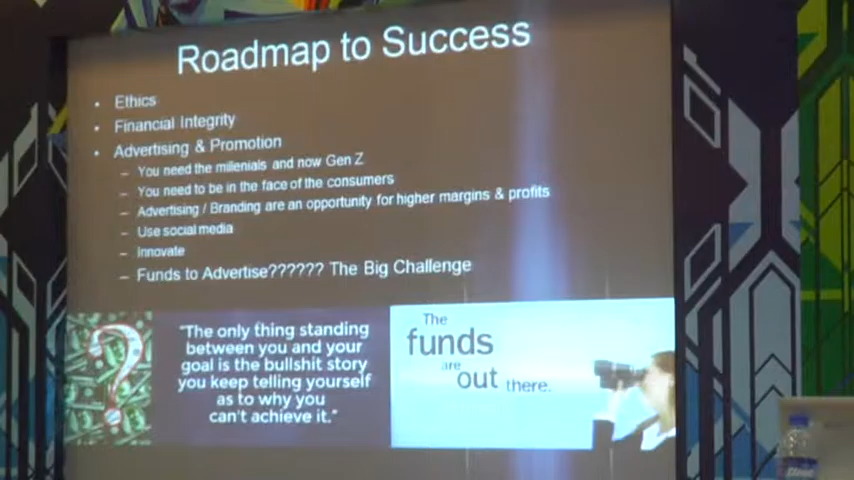 Roadmap to Success
• Ethics
• Financial Integrity
• Advertising & Promotion
– You need the milenials and now Gen Z
– You need to be in the face of the consumers
– Advertising / Branding are an opportunity for higher margins & profits
– Use social media
– Innovate
– Funds to Advertise?????? The Big Challenge
"The only thing standing
between you and your
goal is the bullshit story
you keep telling yourself
as to why you
can't achieve it."
The
funds
are
out there.